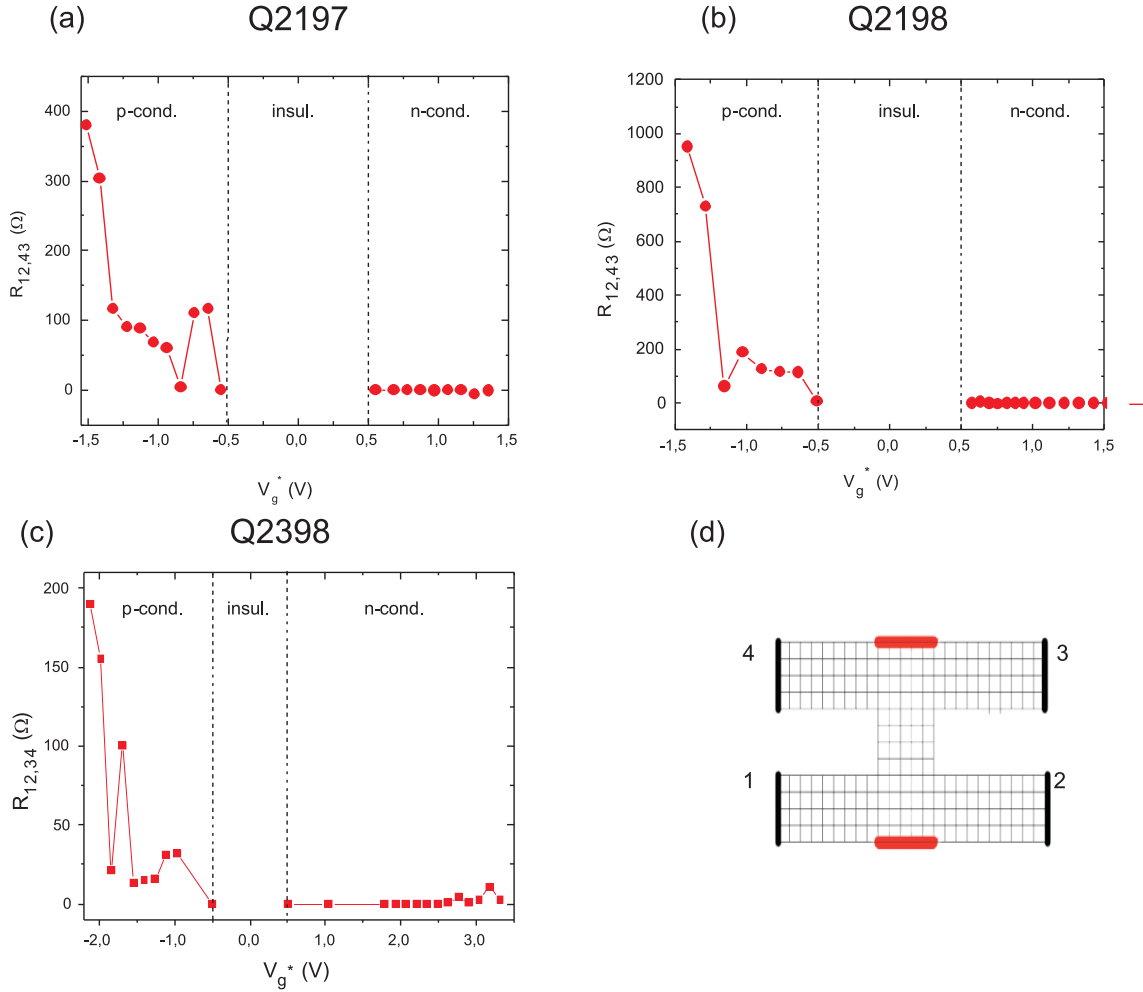 (a) Q2197
400
300
200
100
0
-1,5 -1,0 -0,5 0,0 0,5 1,0 1,5
p-cond. insul. n-cond.
R12,43 (Ω)
Vg* (V)
(b) Q2198
1200
1000
800
600
400
200
0
-1,5 -1,0 -0,5 0,0 0,5 1,0 1,5
p-cond. insul. n-cond.
R12,43 (Ω)
Vg* (V)
(c) Q2398
200
150
100
50
0
-2,0 -1,0 0,0 1,0 2,0 3,0
p-cond. insul. n-cond.
R12,34 (Ω)
Vg* (V)
(d)
4 3
1 2